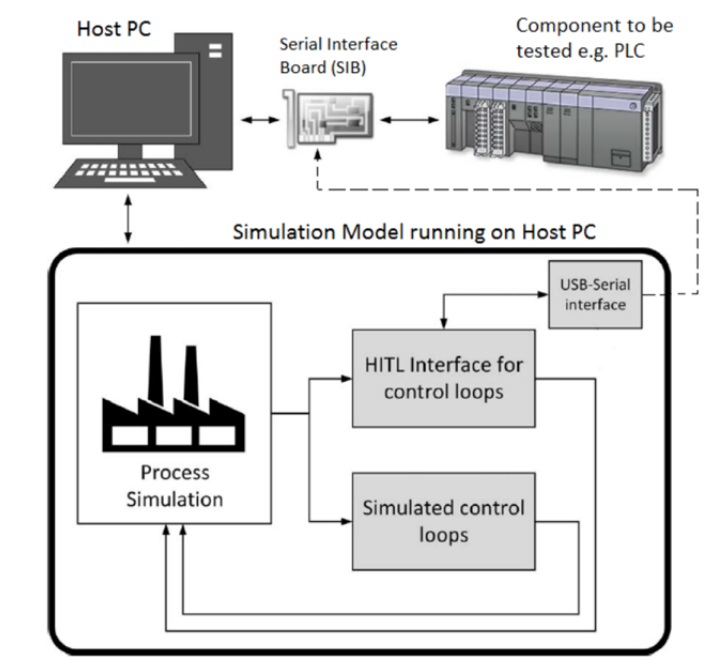 Host PC
Serial Interface
Board (SIB)
Component to be
tested e.g. PLC
Simulation Model running on Host PC
USB-Serial
interface
HITL Interface for
control loops
Process
Simulation
Simulated control
loops